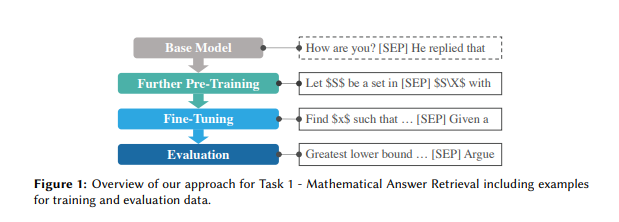 Base Model How are you? [SEP] He replied that
Further Pre-Training Let $S$ be a set in [SEP] $S\X$ with
Fine-Tuning Find $x$ such that … [SEP] Given a
Evaluation Greatest lower bound … [SEP] Argue
Figure 1: Overview of our approach for Task 1 - Mathematical Answer Retrieval including examples
for training and evaluation data.